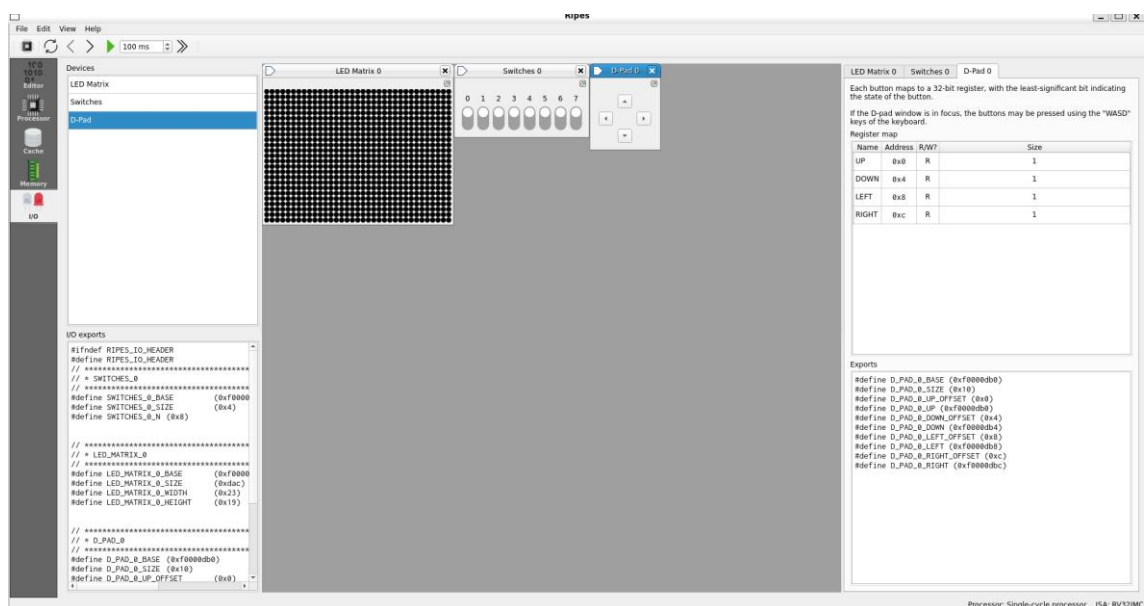 Ripes
File Edit View Help
100 ms
Editor
Processor
Cache
Memory
I/O
Devices
LED Matrix
Switches
D-Pad
I/O exports
#ifndef RIPES_IO_HEADER
#define RIPES_IO_HEADER
// **************************************
// * SWITCHES_0
// **************************************
#define SWITCHES_0_BASE (0xf0000
#define SWITCHES_0_SIZE (0x4)
#define SWITCHES_0_N (0x8)
// **************************************
// * LED_MATRIX_0
// **************************************
#define LED_MATRIX_0_BASE (0xf0000
#define LED_MATRIX_0_SIZE (0xdac)
#define LED_MATRIX_0_WIDTH (0x23)
#define LED_MATRIX_0_HEIGHT (0x19)
// **************************************
// * D_PAD_0
// **************************************
#define D_PAD_0_BASE (0xf0000db0)
#define D_PAD_0_SIZE (0x10)
#define D_PAD_0_UP_OFFSET (0x0)
LED Matrix 0
Switches 0
0 1 2 3 4 5 6 7
D-Pad 0
LED Matrix 0 Switches 0 D-Pad 0
Each button maps to a 32-bit register, with the least-significant bit indicating
the state of the button.
If the D-pad window is in focus, the buttons may be pressed using the "WASD"
keys of the keyboard.
Register map
Name Address R/W? Size
UP 0x0 R 1
DOWN 0x4 R 1
LEFT 0x8 R 1
RIGHT 0xc R 1
Exports
#define D_PAD_0_BASE (0xf0000db0)
#define D_PAD_0_SIZE (0x10)
#define D_PAD_0_UP_OFFSET (0x0)
#define D_PAD_0_UP (0xf0000db0)
#define D_PAD_0_DOWN_OFFSET (0x4)
#define D_PAD_0_DOWN (0xf0000db4)
#define D_PAD_0_LEFT_OFFSET (0x8)
#define D_PAD_0_LEFT (0xf0000db8)
#define D_PAD_0_RIGHT_OFFSET (0xc)
#define D_PAD_0_RIGHT (0xf0000dbc)
Processor: Single-cycle processor ISA: RV32IMC